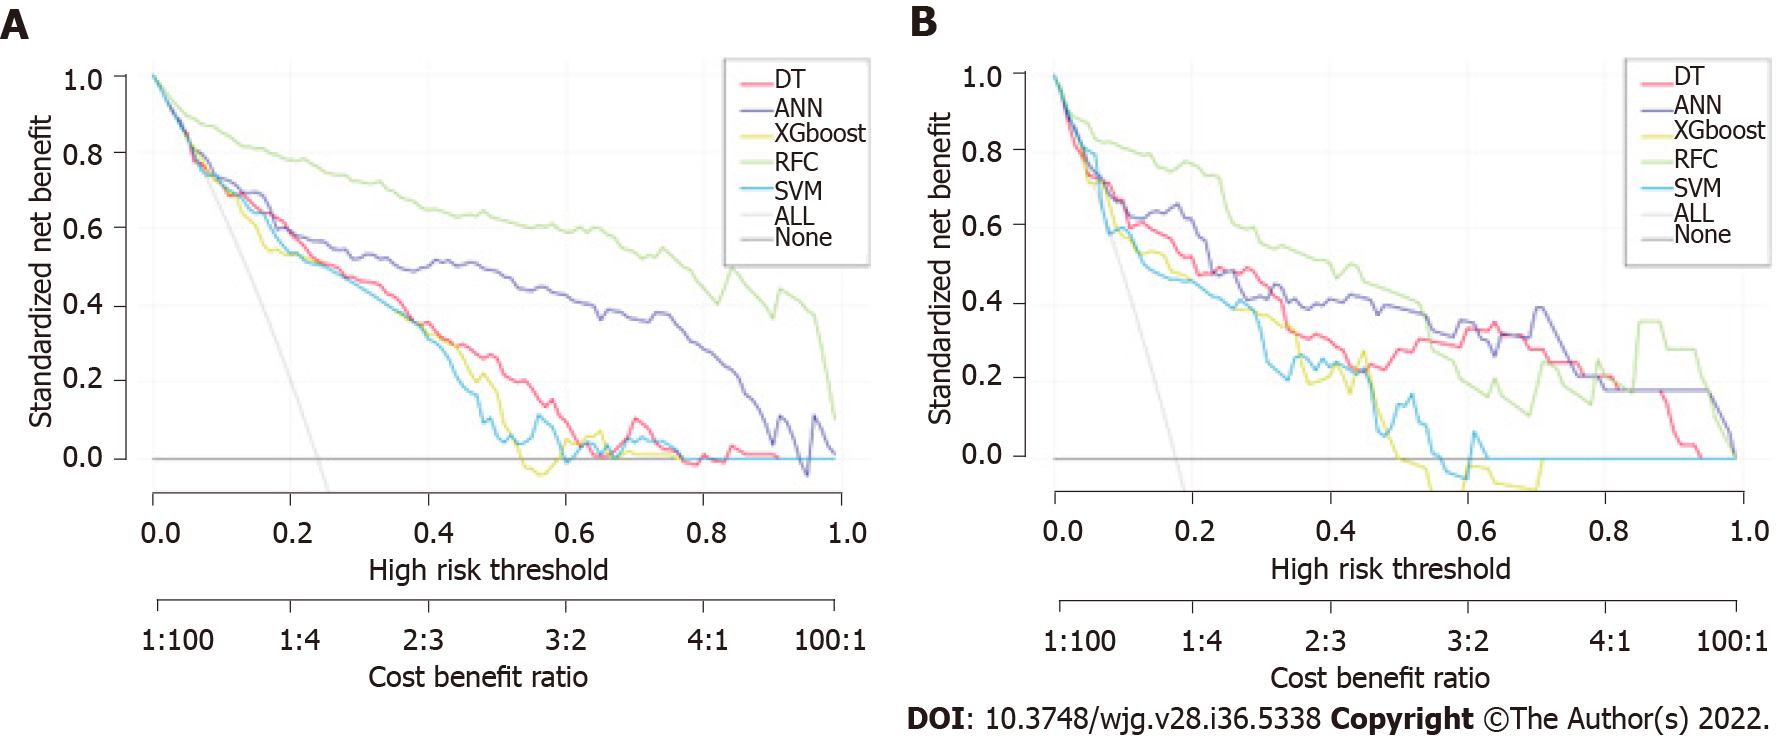 A
Standardized net benefit
1.0
0.8
0.6
0.4
0.2
0.0
DT
ANN
XGboost
RFC
SVM
ALL
None
0.0 0.2 0.4 0.6 0.8 1.0
High risk threshold
1:100 1:4 2:3 3:2 4:1 100:1
Cost benefit ratio
B
Standardized net benefit
1.0
0.8
0.6
0.4
0.2
0.0
DT
ANN
XGboost
RFC
SVM
ALL
None
0.0 0.2 0.4 0.6 0.8 1.0
High risk threshold
1:100 1:4 2:3 3:2 4:1 100:1
Cost benefit ratio
DOI: 10.3748/wjg.v28.i36.5338 Copyright ©The Author(s) 2022.